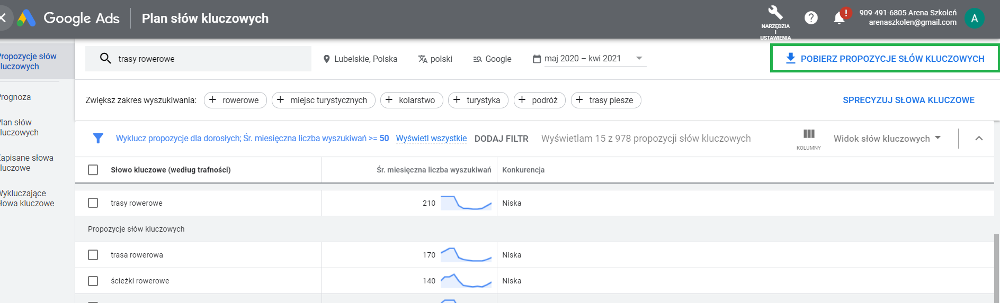 Google Ads
Plan słów kluczowych
NARZĘDZIA
I
USTAWIENIA
909-491-6805 Arena Szkoleń
arenaszkolen@gmail.com
A
ropozycje słów
luczowych
rognoza
lan słów
luczowych
apisane słowa
luczowe
Wykluczające
łowa kluczowe
trasy rowerowe
Lubelskie, Polska
polski
Google
maj 2020 – kwi 2021
POBIERZ PROPOZYCJE SŁÓW KLUCZOWYCH
Zwiększ zakres wyszukiwania:
+ rowerowe
+ miejsc turystycznych
+ kolarstwo
+ turystyka
+ podróż
+ trasy piesze
SPRECYZUJ SŁOWA KLUCZOWE
Wyklucz propozycje dla dorosłych; Śr. miesięczna liczba wyszukiwań >= 50
Wyświetl wszystkie
DODAJ FILTR
Wyświetlam 15 z 978 propozycji słów kluczowych
KOLUMNY
Widok słów kluczowych
Słowo kluczowe (według trafności)
Śr. miesięczna liczba wyszukiwań
Konkurencja
trasy rowerowe
210
Niska
Propozycje słów kluczowych
trasa rowerowa
170
Niska
ścieżki rowerowe
140
Niska